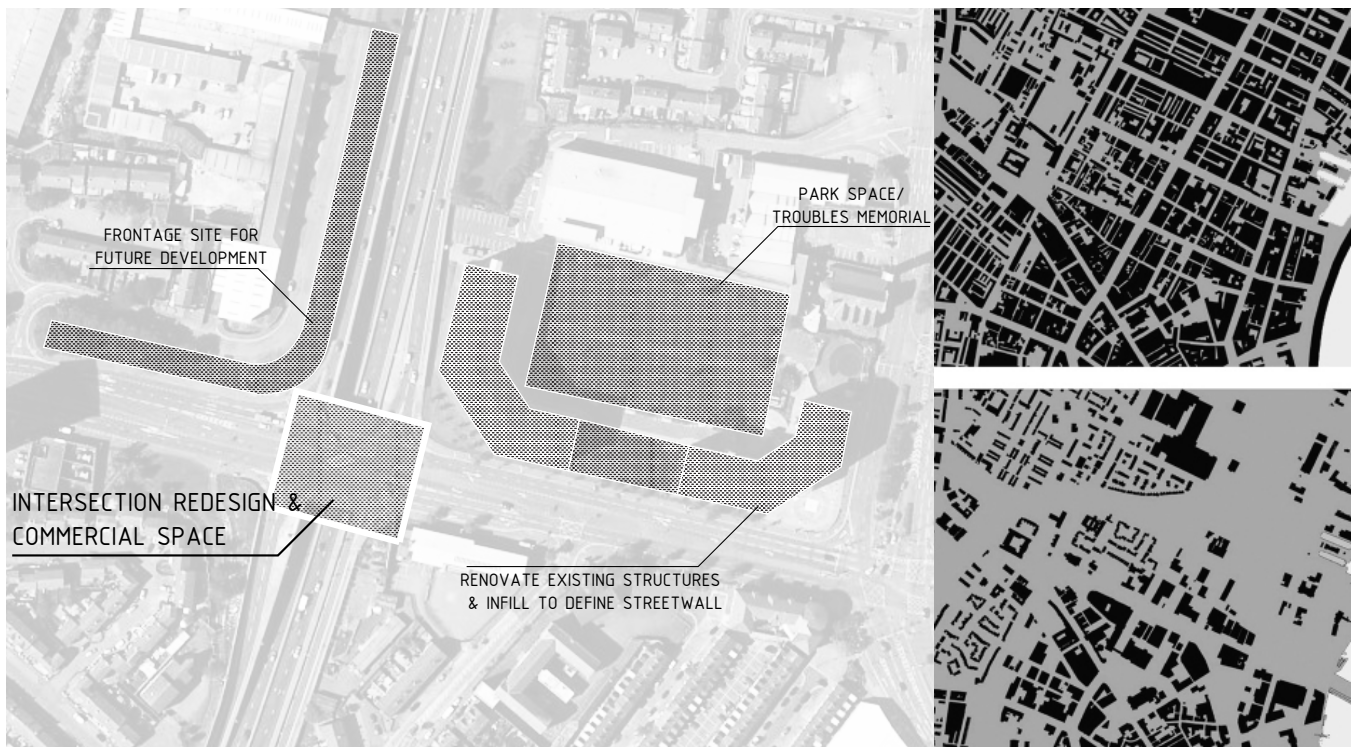 PARK SPACE/
TROUBLES MEMORIAL
FRONTAGE SITE FOR
FUTURE DEVELOPMENT
INTERSECTION REDESIGN &
COMMERCIAL SPACE
RENOVATE EXISTING STRUCTURES
& INFILL TO DEFINE STREETWALL